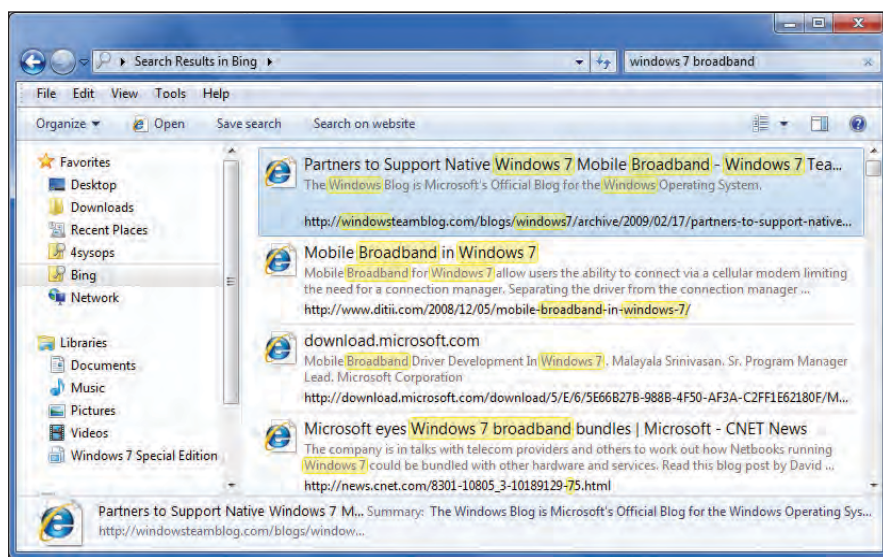 Search Results in Bing
windows 7 broadband
File Edit View Tools Help
Organize Open Save search Search on website
Favorites
Desktop
Downloads
Recent Places
4sysops
Bing
Network
Libraries
Documents
Music
Pictures
Videos
Windows 7 Special Edition
Partners to Support Native Windows 7 Mobile Broadband - Windows 7 Tea...
The Windows Blog is Microsoft's Official Blog for the Windows Operating System.
http://windowsteamblog.com/blogs/windows7/archive/2009/02/17/partners-to-support-native...
Mobile Broadband in Windows 7
Mobile Broadband for Windows 7 allow users the ability to connect via a cellular modem limiting
the need for a connection manager. Separating the driver from the connection manager ...
http://www.ditii.com/2008/12/05/mobile-broadband-in-windows-7/
download.microsoft.com
Mobile Broadband Driver Development In Windows 7 . Malayala Srinivasan. Sr. Program Manager
Lead. Microsoft Corporation
http://download.microsoft.com/download/5/E/6/5E66B27B-988B-4F50-AF3A-C2FF1E62180F/M...
Microsoft eyes Windows 7 broadband bundles | Microsoft - CNET News
The company is in talks with telecom providers and others to work out how Netbooks running
Windows 7 could be bundled with other hardware and services. Read this blog post by David ...
http://news.cnet.com/8301-10805_3-10189129-75.html
Partners to Support Native Windows 7 M... Summary: The Windows Blog is Microsoft's Official Blog for the Windows Operating Sys...
http://windowsteamblog.com/blogs/window...